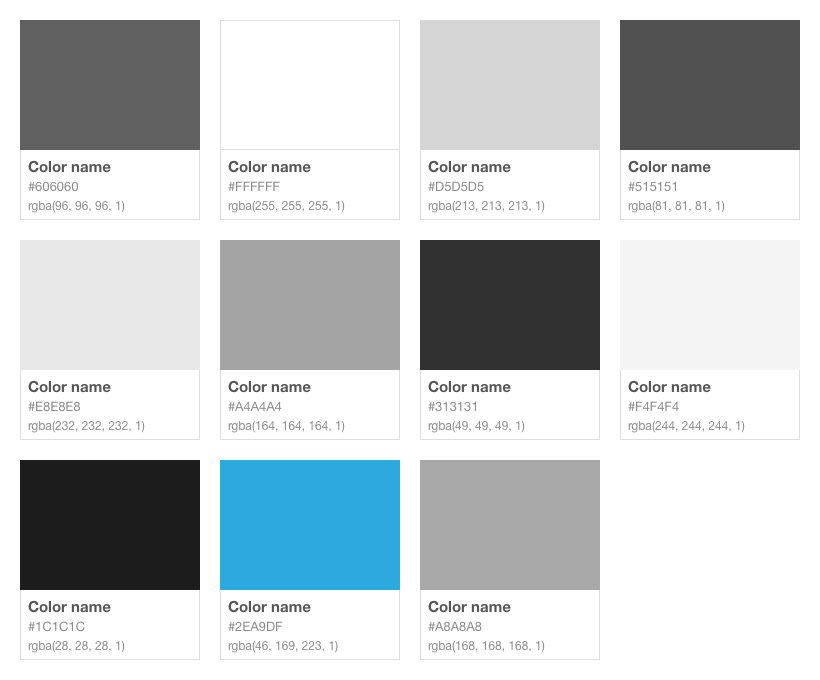 Color name
#606060
rgba(96, 96, 96, 1)
Color name
#FFFFFF
rgba(255, 255, 255, 1)
Color name
#D5D5D5
rgba(213, 213, 213, 1)
Color name
#515151
rgba(81, 81, 81, 1)
Color name
#E8E8E8
rgba(232, 232, 232, 1)
Color name
#A4A4A4
rgba(164, 164, 164, 1)
Color name
#313131
rgba(49, 49, 49, 1)
Color name
#F4F4F4
rgba(244, 244, 244, 1)
Color name
#1C1C1C
rgba(28, 28, 28, 1)
Color name
#2EA9DF
rgba(46, 169, 223, 1)
Color name
#A8A8A8
rgba(168, 168, 168, 1)